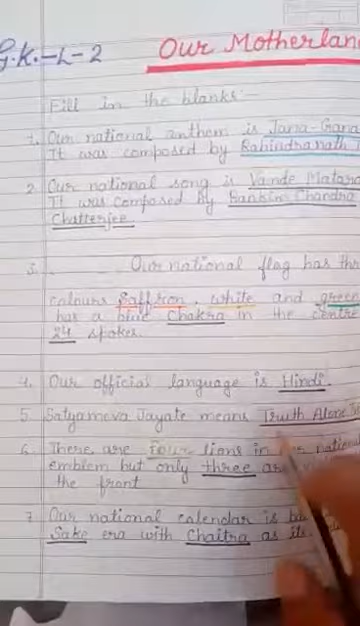 G.K.-L-2 Our Motherlan
Fill in the blanks:-
1. Our national anthem is Jana-Gana
It was composed by Rabindranath T
2. Our national song is Vande Matara
It was composed by Bankim Chandra
Chatterjee
3. Our national flag has thr
colours Saffron, white and green
has a blue Chakra in the centre
24 spokes
4. Our official language is Hindi.
5. Satyameva Jayate means Truth Alone
6. There are Four lions in our national
emblem but only three are
the front
7. Our national calendar is
Saka era with Chaitra as its